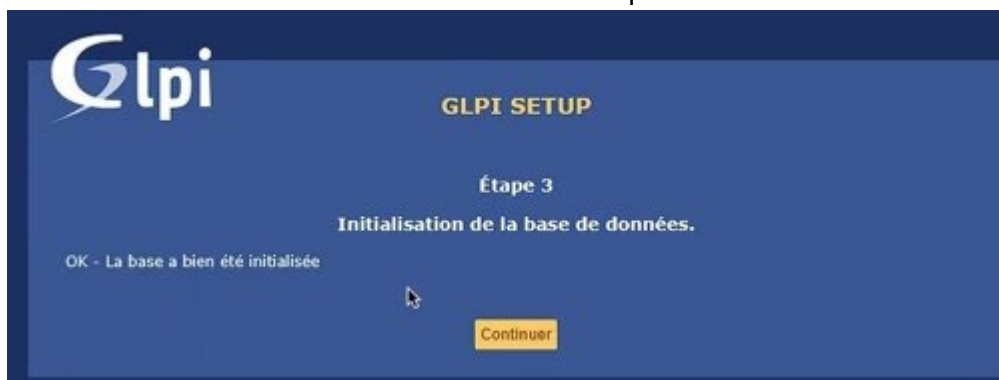 Glpi
GLPI SETUP
Étape 3
Initialisation de la base de données.
OK - La base a bien été initialisée
Continuer